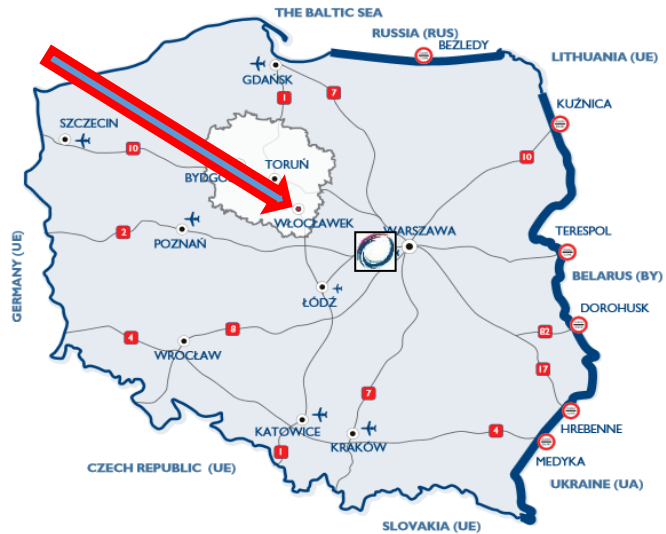 THE BALTIC SEA
RUSSIA (RUS)
BEZLEDY
LITHUANIA (UE)
GDAŃSK
1
7
KUŹNICA
SZCZECIN
10
10
TORUŃ
WŁOCŁAWEK
2
POZNAŃ
WARSZAWA
TERESPOL
GERMANY (UE)
BELARUS (BY)
ŁÓDŹ
DOROHUSK
4
8
82
WROCŁAW
17
7
HREBENNE
KATOWICE
4
KRAKÓW
1
MEDYKA
CZECH REPUBLIC (UE)
UKRAINE (UA)
SLOVAKIA (UE)